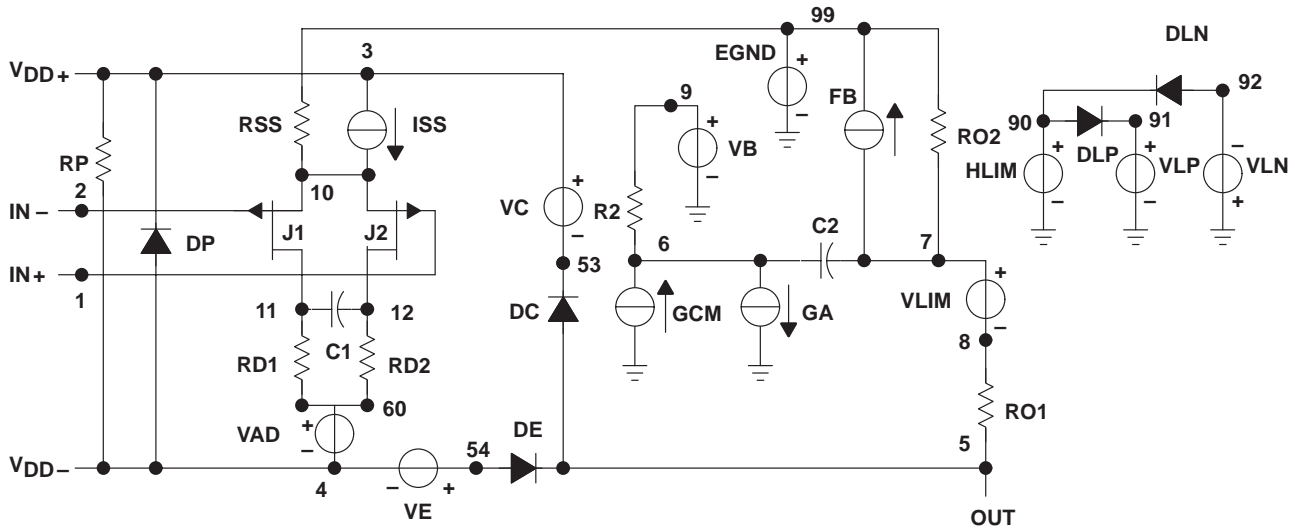 99
DLN
3
EGND
+
VDD+
92
9
FB
+
90
91
RSS
ISS
+
VB
−
−
RO2
DLP
+
+
−
RP
HLIM
VLP
VLN
10
−
−
+
2
+
VC
−
R2
C2
IN−
J1
J2
DP
6
7
53
IN+
+
1
VLIM
11
12
DC
GCM
GA
−
C1
8
RD1
RD2
60
RO1
VAD
+
−
DE
54
5
VDD−
4
−
+
VE
OUT